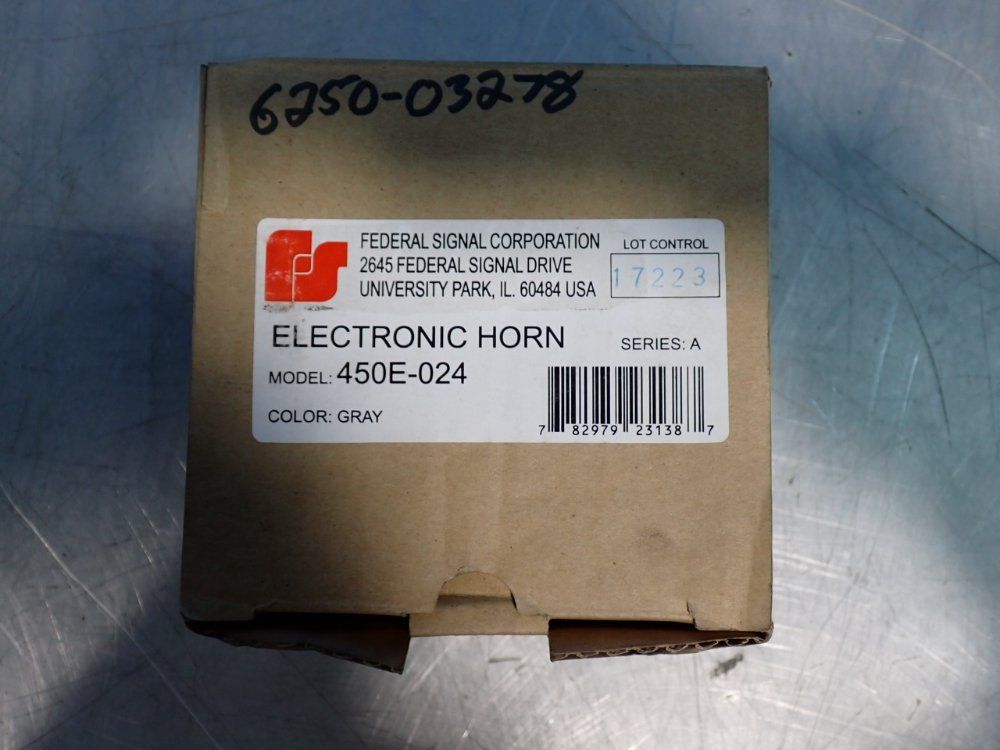 6250-03278
FEDERAL SIGNAL CORPORATION
2645 FEDERAL SIGNAL DRIVE
UNIVERSITY PARK, IL. 60484 USA
LOT CONTROL
17223
ELECTRONIC HORN
SERIES: A
MODEL: 450E-024
COLOR: GRAY
7 82979 23138 7